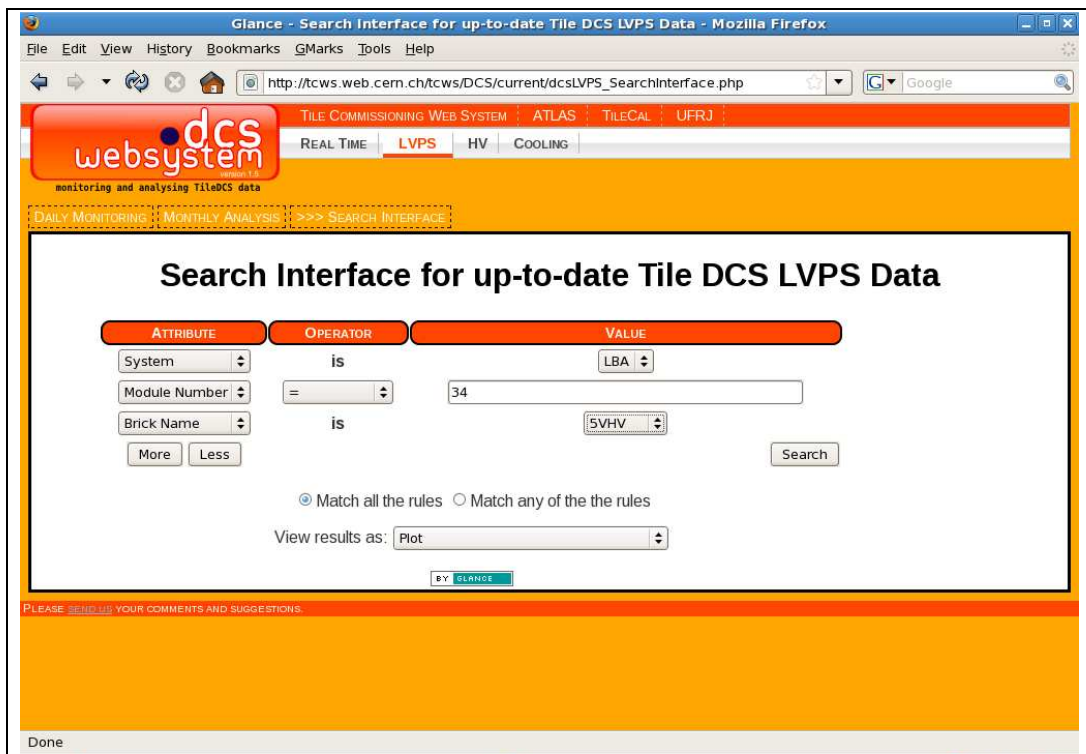 Glance - Search Interface for up-to-date Tile DCS LVPS Data - Mozilla Firefox
File Edit View History Bookmarks GMarks Tools Help
http://tcws.web.cern.ch/tcws/DCS/current/dcsLVPS_SearchInterface.php
G Google
TILE COMMISSIONING WEB SYSTEM ATLAS TILECAL UFRJ
dcs
websystem
version 1.5
monitoring and analysing TileDCS data
REAL TIME LVPS HV COOLING
DAILY MONITORING MONTHLY ANALYSIS >>> SEARCH INTERFACE
Search Interface for up-to-date Tile DCS LVPS Data
ATTRIBUTE OPERATOR VALUE
System is LBA
Module Number = 34
Brick Name is 5VHV
More Less Search
Match all the rules Match any of the the rules
View results as: Plot
BY GLANCE
PLEASE SEND US YOUR COMMENTS AND SUGGESTIONS.
Done